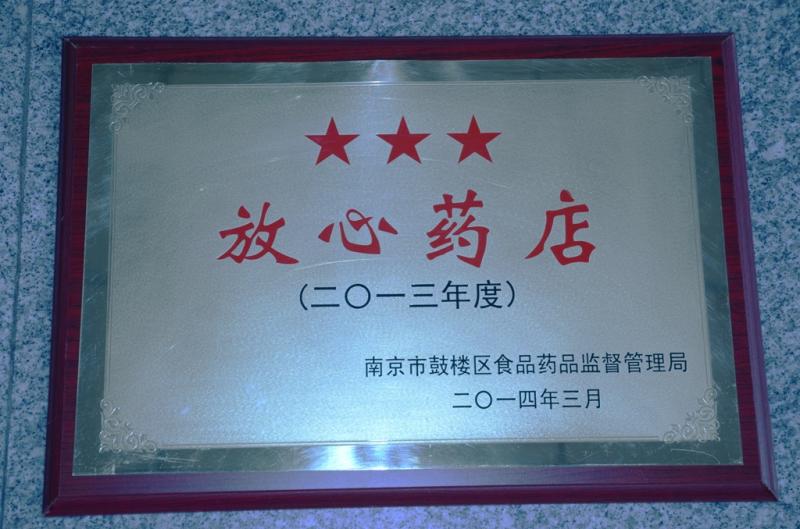 ★★★
放心药店
(二〇一三年度)
南京市鼓楼区食品药品监督管理局
二〇一四年三月